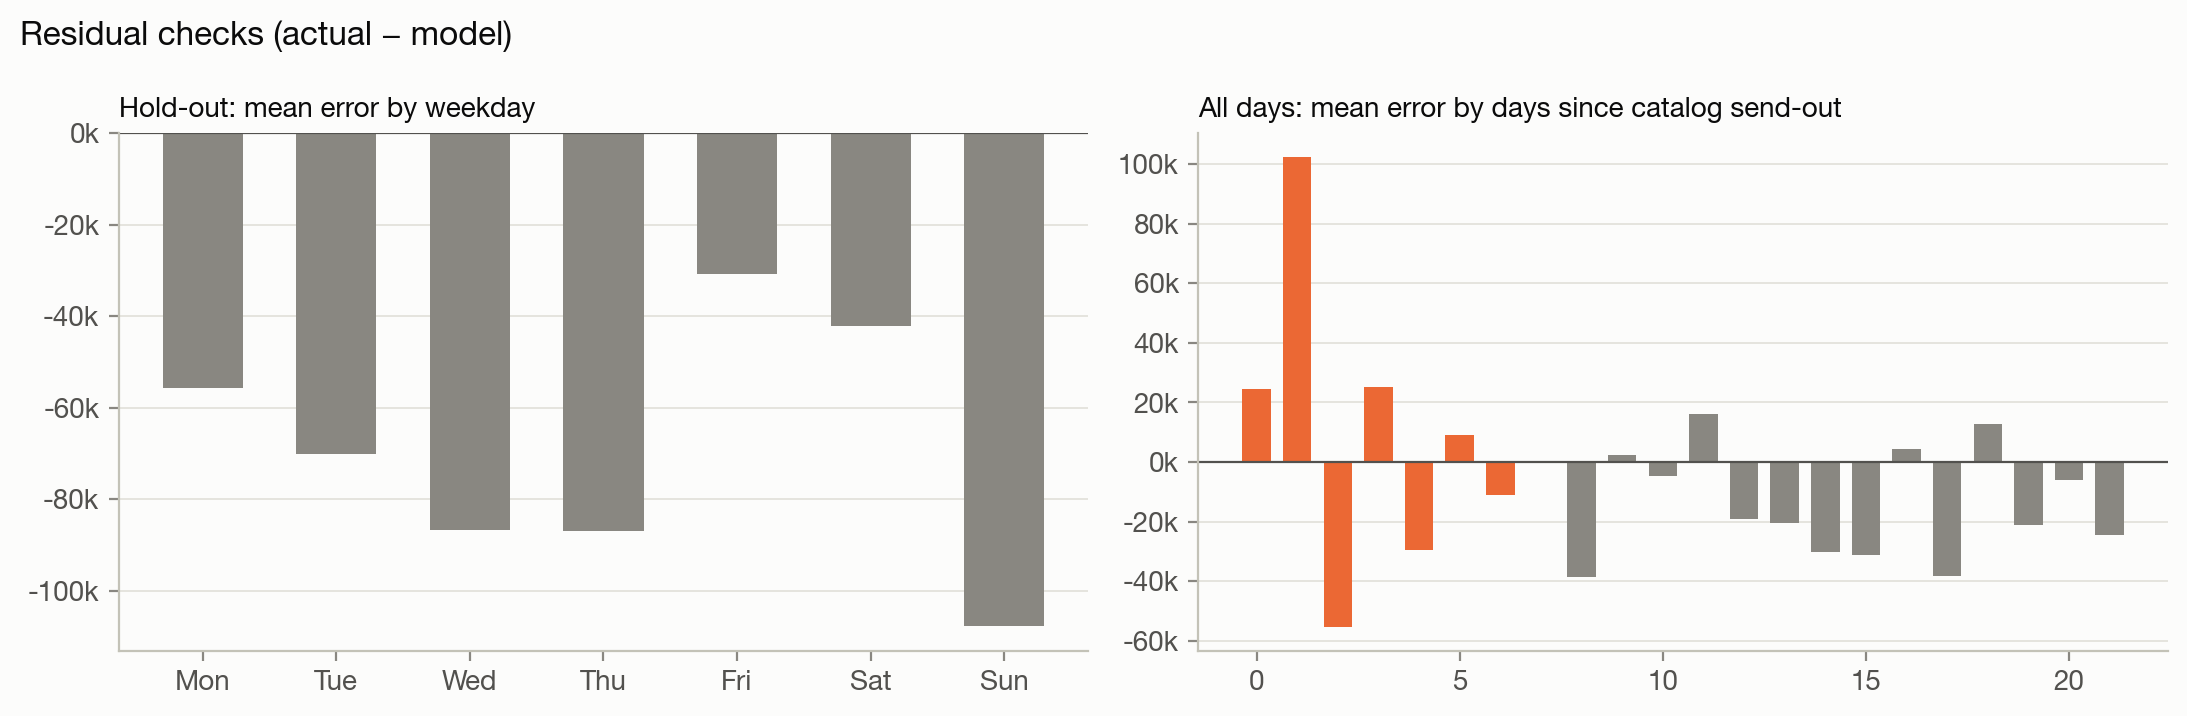 Residual checks (actual − model)
Hold-out: mean error by weekday
0k
-20k
-40k
-60k
-80k
-100k
Mon Tue Wed Thu Fri Sat Sun
All days: mean error by days since catalog send-out
100k
80k
60k
40k
20k
0k
-20k
-40k
-60k
0 5 10 15 20